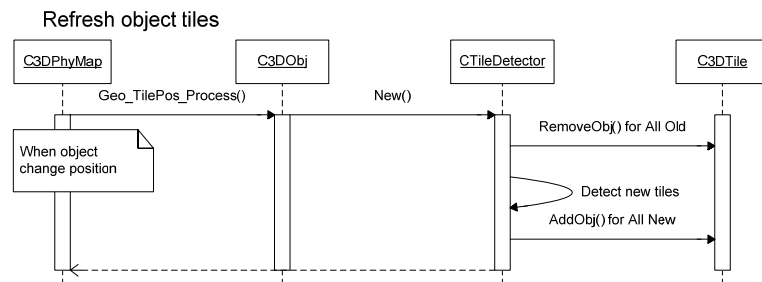 Refresh object tiles
C3DPhyMap
C3DObj
CTileDetector
C3DTile
Geo_TilePos_Process()
New()
RemoveObj() for All Old
When object
change position
Detect new tiles
AddObj() for All New